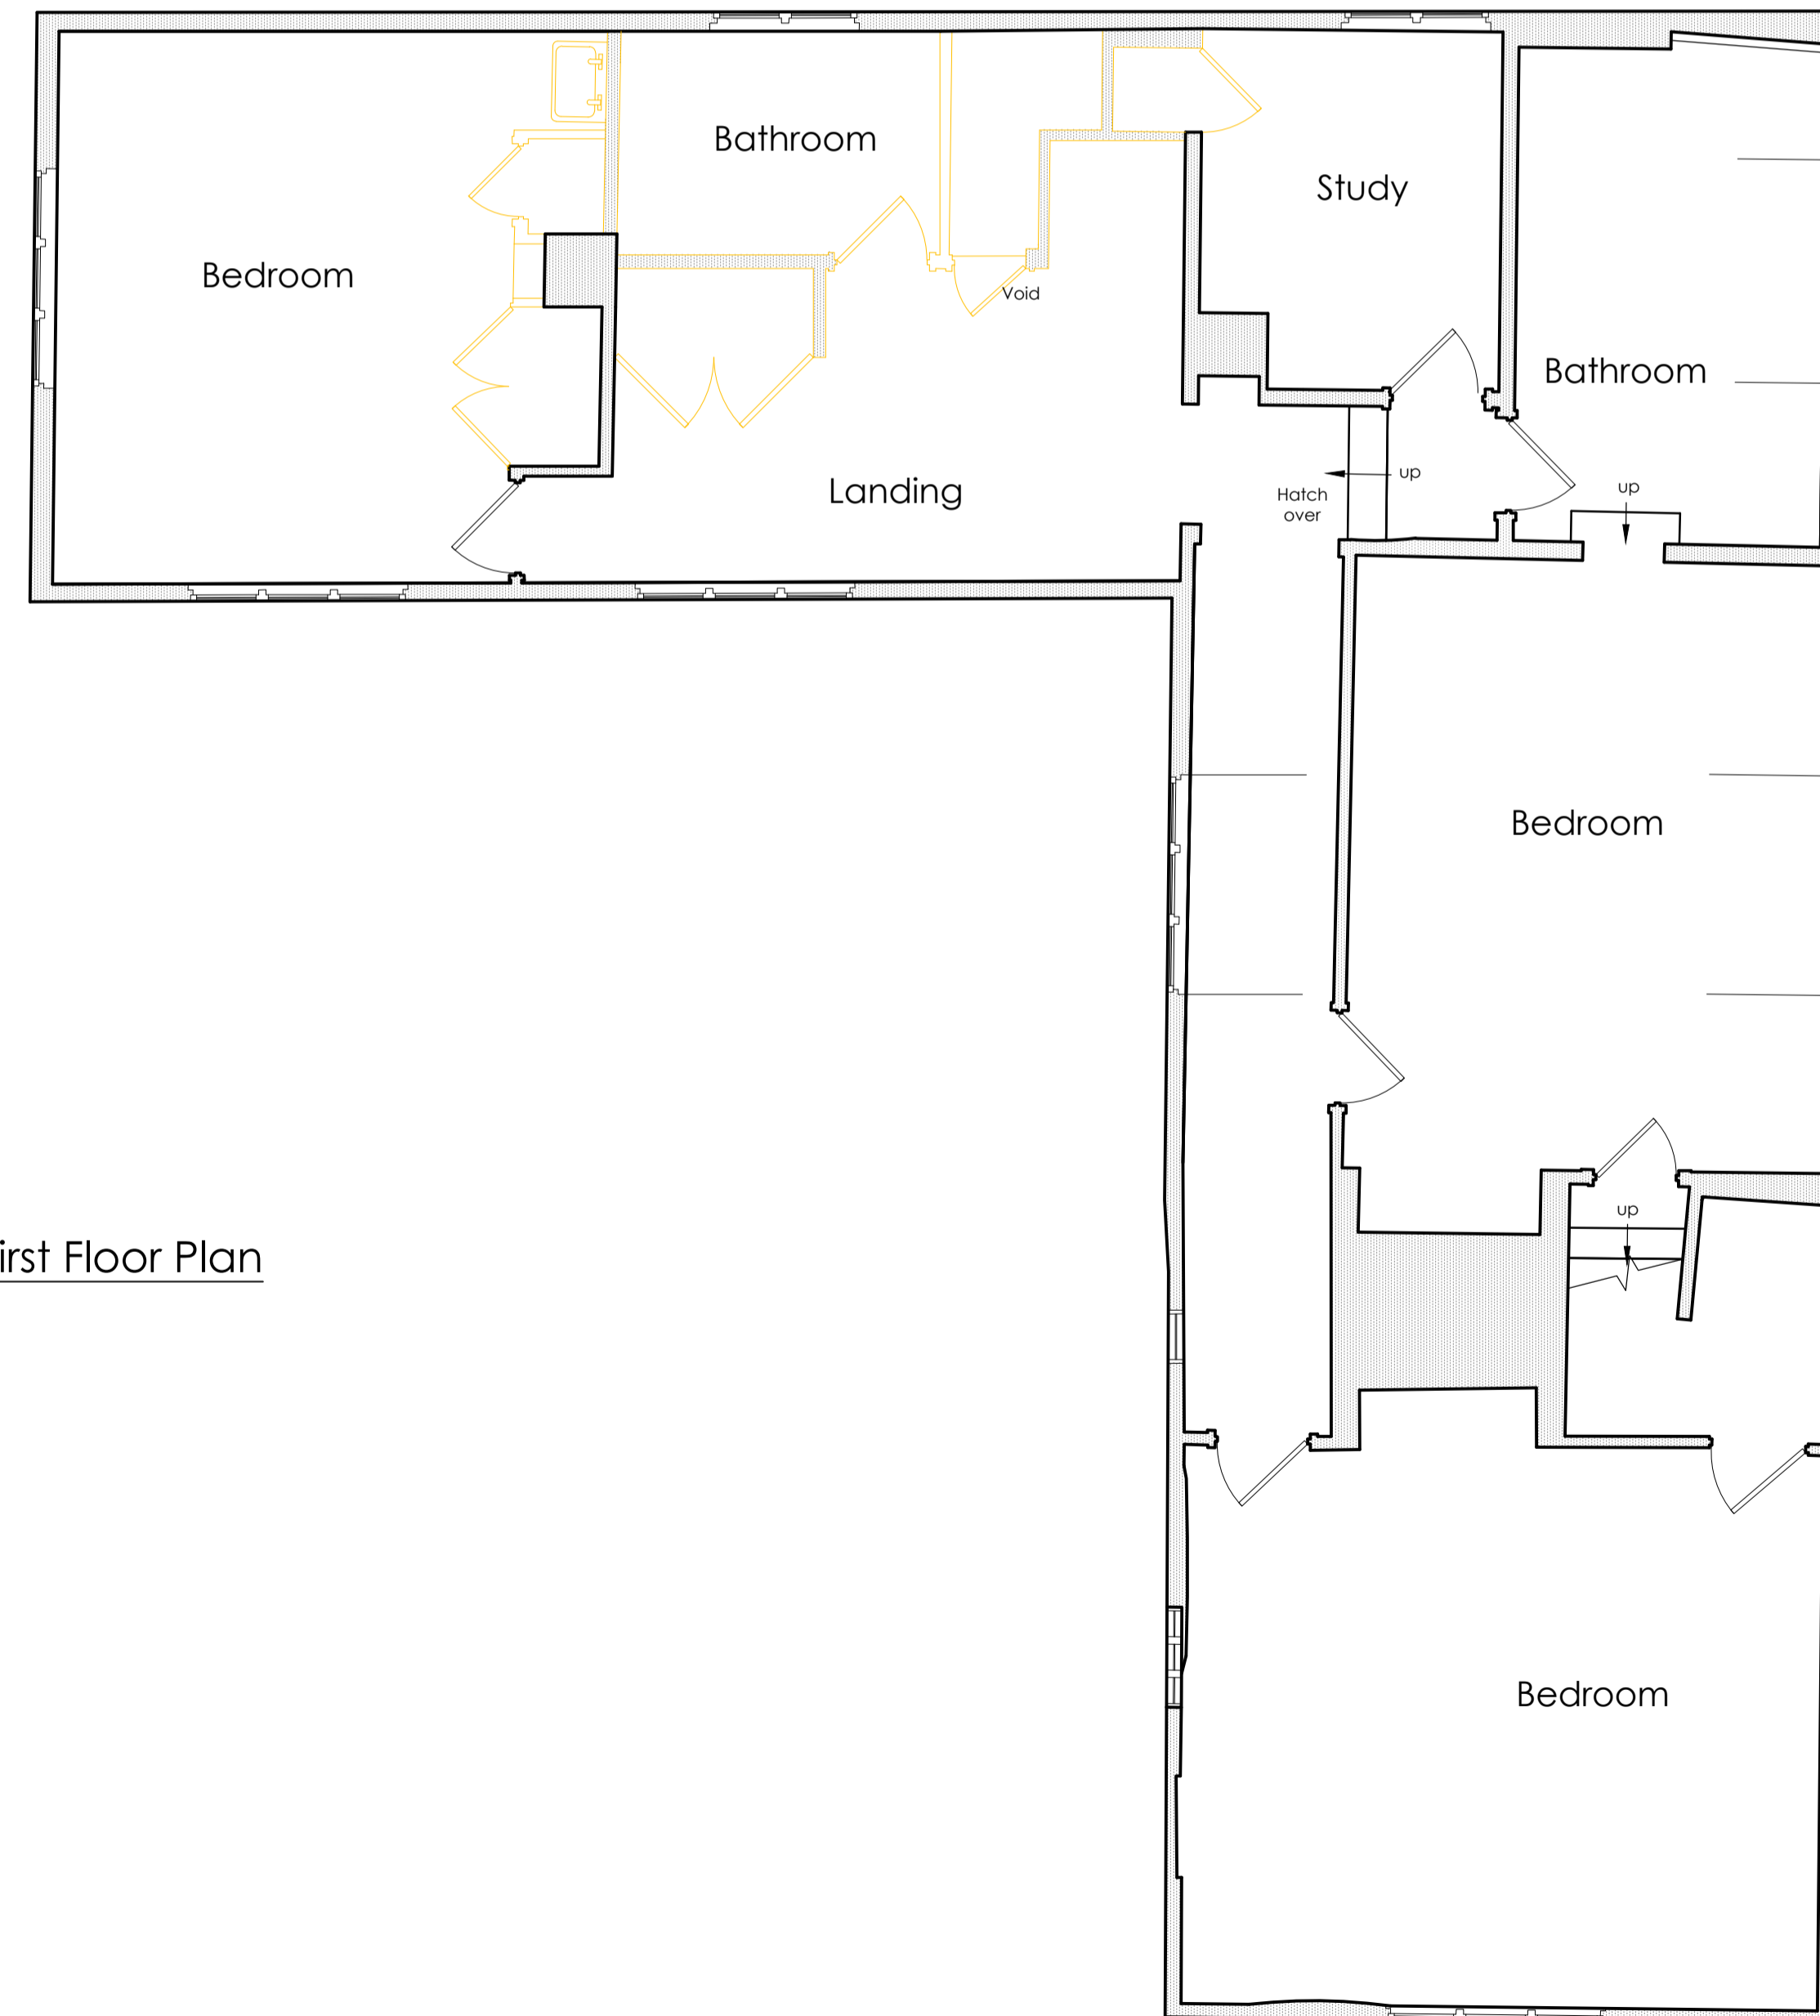 Bathroom
Study
Bedroom
Void
Bathroom
Landing
up
Hatch
over
up
Bedroom
up
irst Floor Plan
Bedroom